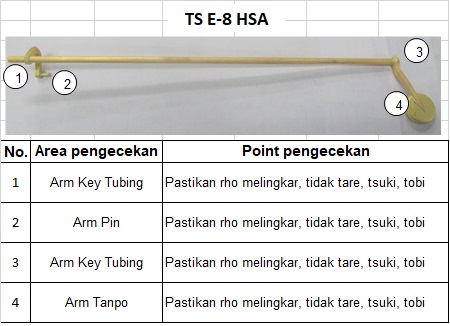 TS E-8 HSA
3
1
2
4
No. Area pengecekan Point pengecekan
1 Arm Key Tubing Pastikan rho melingkar, tidak tare, tsuki, tobi
2 Arm Pin Pastikan rho melingkar, tidak tare, tsuki, tobi
3 Arm Key Tubing Pastikan rho melingkar, tidak tare, tsuki, tobi
4 Arm Tanpo Pastikan rho melingkar, tidak tare, tsuki, tobi